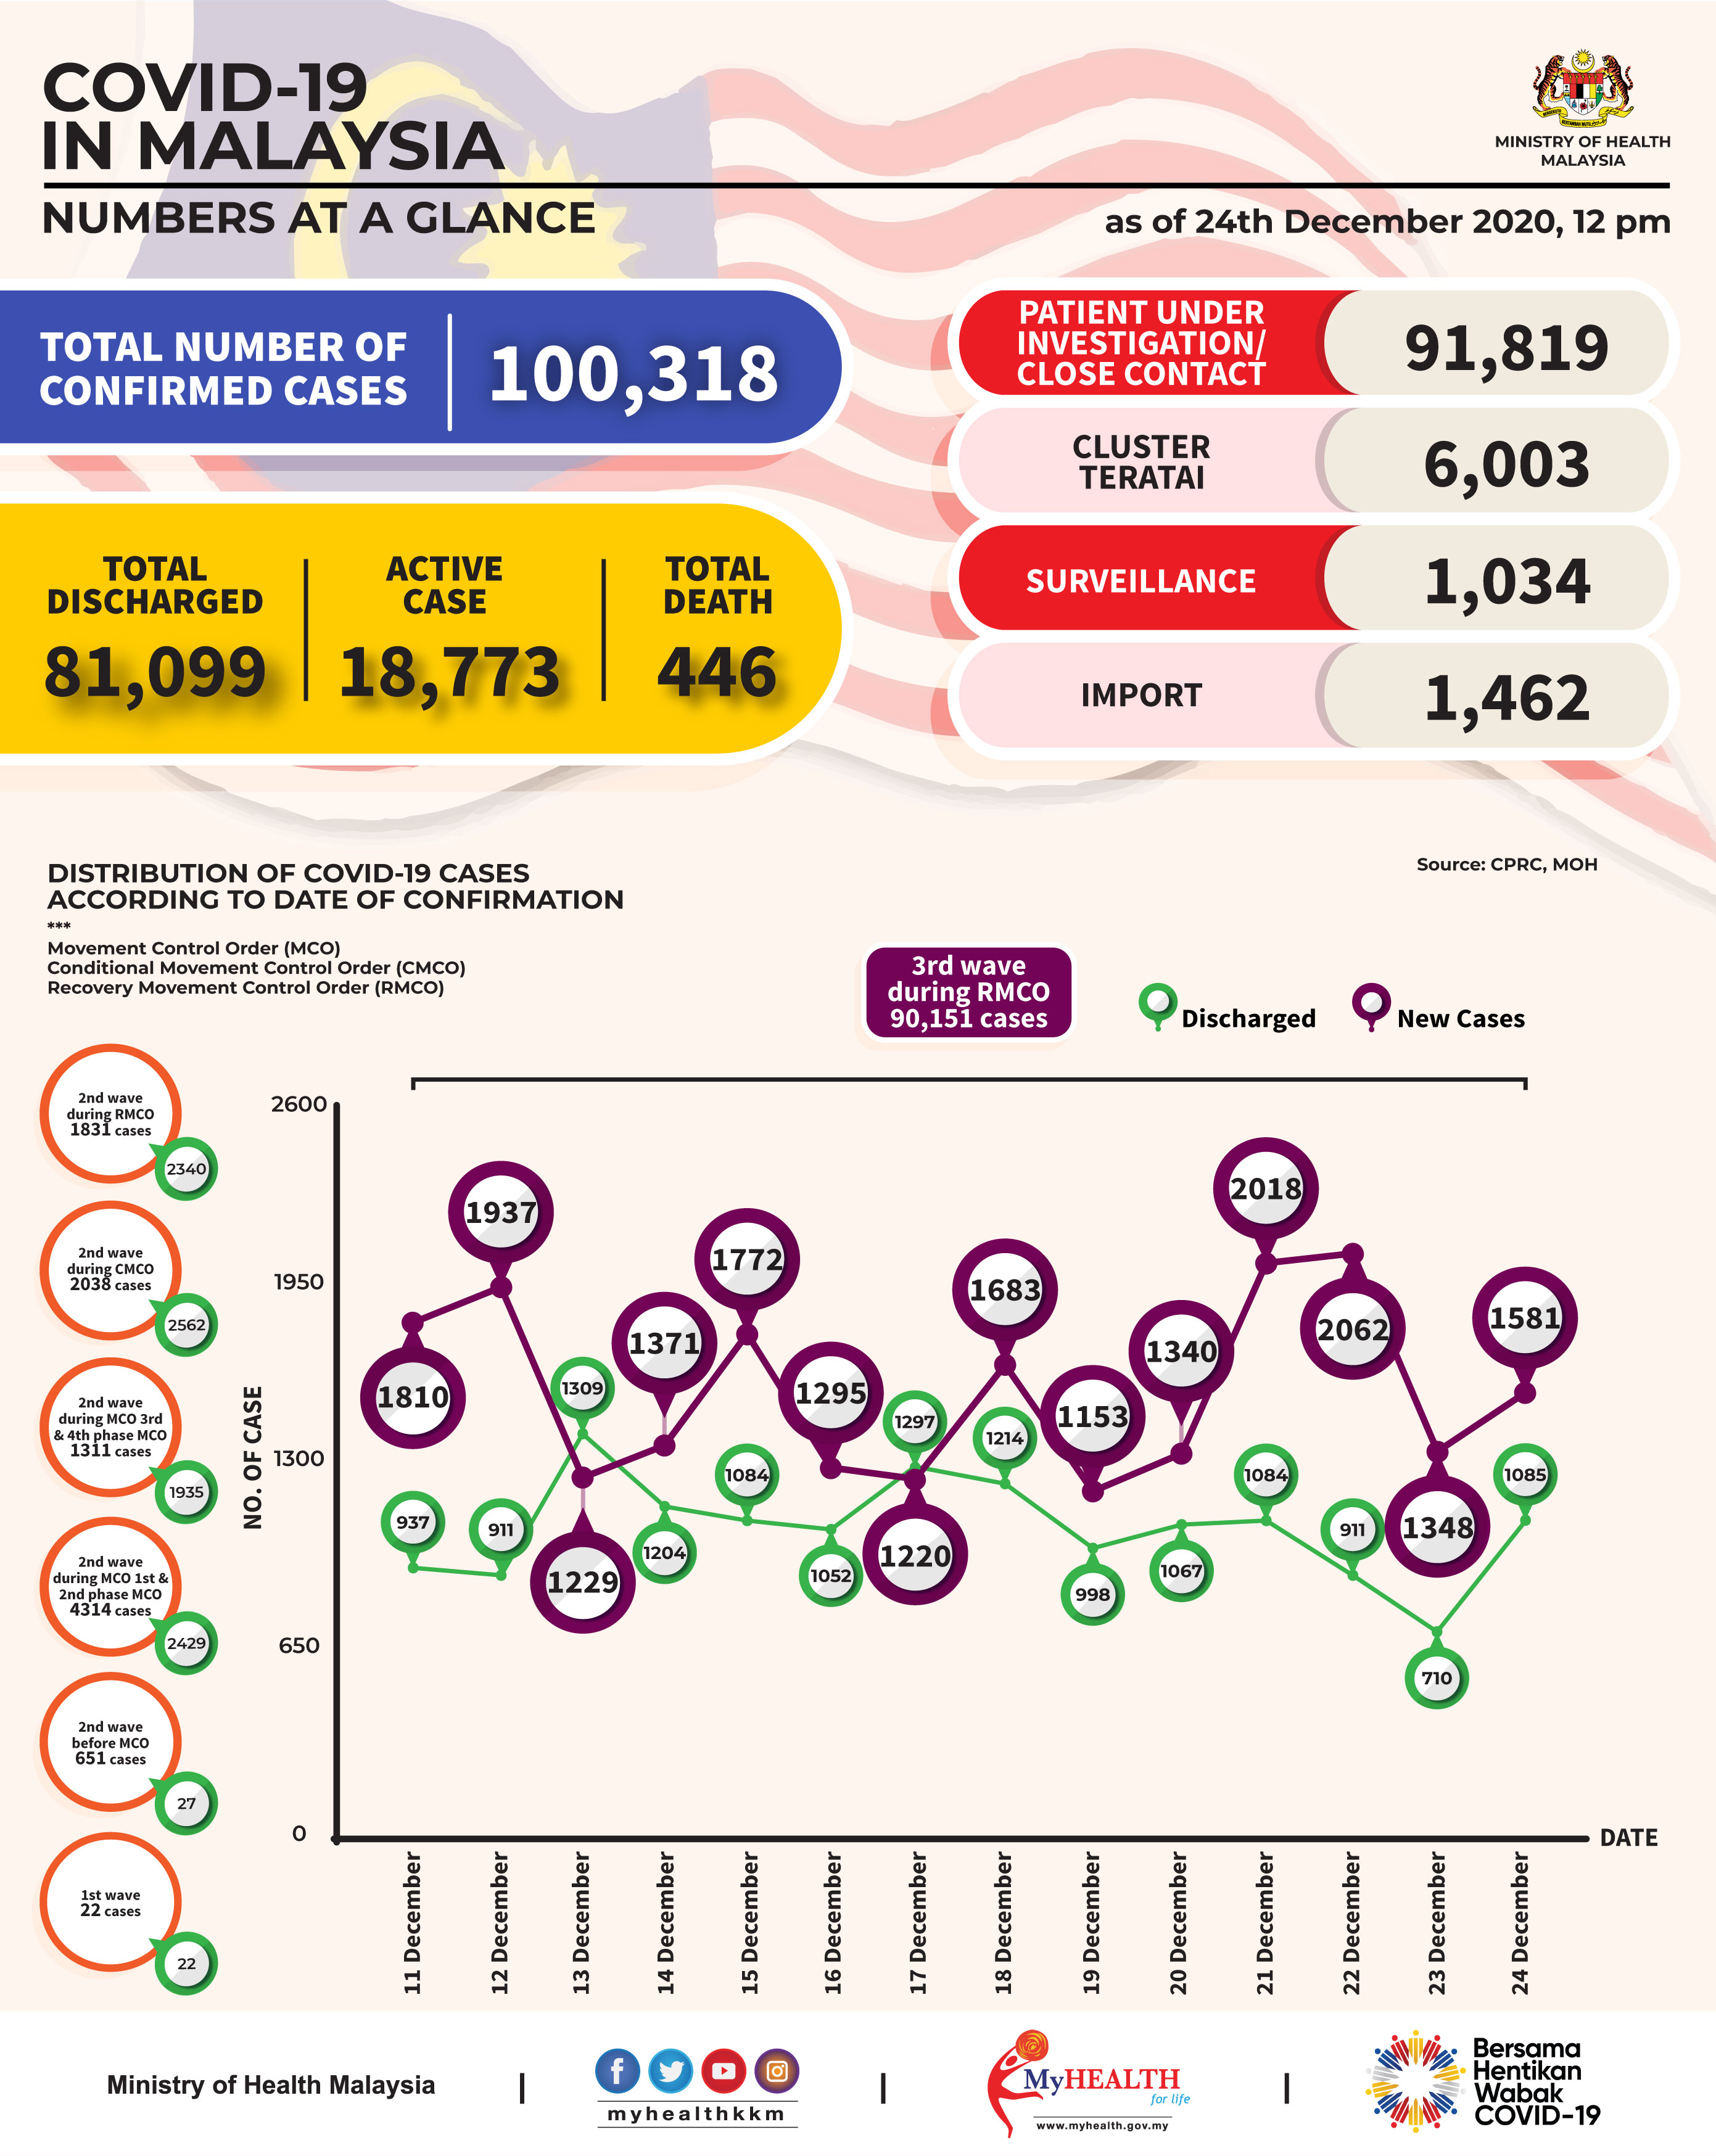 COVID-19
IN MALAYSIA
MINISTRY OF HEALTH
MALAYSIA
NUMBERS AT A GLANCE
as of 24th December 2020, 12 pm
TOTAL NUMBER OF
CONFIRMED CASES
100,318
TOTAL
DISCHARGED
81,099
ACTIVE
CASE
18,773
TOTAL
DEATH
446
PATIENT UNDER
INVESTIGATION/
CLOSE CONTACT
91,819
CLUSTER
TERATAI
6,003
SURVEILLANCE
1,034
IMPORT
1,462
Source: CPRC, MOH
DISTRIBUTION OF COVID-19 CASES
ACCORDING TO DATE OF CONFIRMATION
***
Movement Control Order (MCO)
Conditional Movement Control Order (CMCO)
Recovery Movement Control Order (RMCO)
3rd wave
during RMCO
90,151 cases
Discharged
New Cases
2nd wave
during RMCO
1831 cases
2340
2nd wave
during CMCO
2038 cases
2562
2nd wave
during MCO 3rd
& 4th phase MCO
1311 cases
1935
2nd wave
during MCO 1st &
2nd phase MCO
4314 cases
2429
2nd wave
before MCO
651 cases
27
1st wave
22 cases
22
NO. OF CASE
2600
1950
1300
650
0
1810
1937
1229
1371
1772
1295
1220
1683
1153
1340
2018
2062
1348
1581
937
911
1309
1204
1084
1052
1297
1214
998
1067
1084
911
710
1085
DATE
11 December
12 December
13 December
14 December
15 December
16 December
17 December
18 December
19 December
20 December
21 December
22 December
23 December
24 December
Ministry of Health Malaysia
myhealthkkm
MyHEALTH
for life
www.myhealth.gov.my
Bersama
Hentikan
Wabak
COVID-19